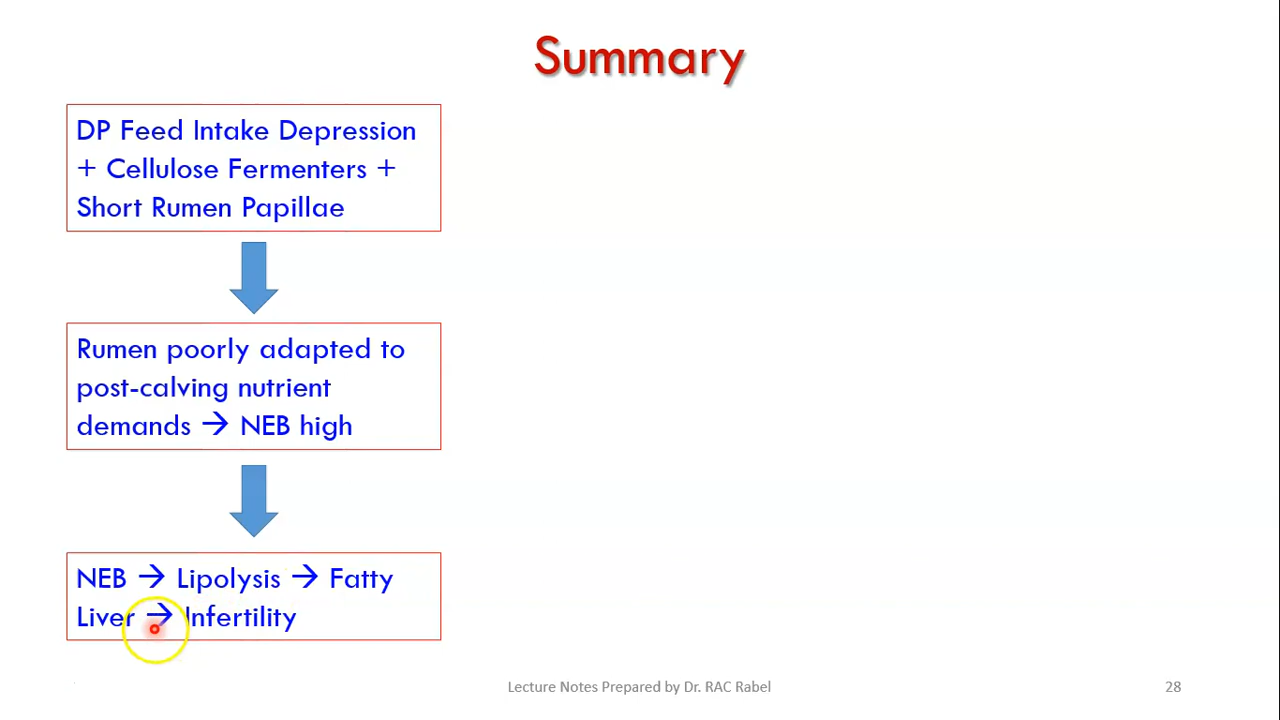 Summary
DP Feed Intake Depression
+ Cellulose Fermenters +
Short Rumen Papillae
Rumen poorly adapted to
post-calving nutrient
demands → NEB high
NEB → Lipolysis → Fatty
Liver → Infertility
Lecture Notes Prepared by Dr. RAC Rabel
28